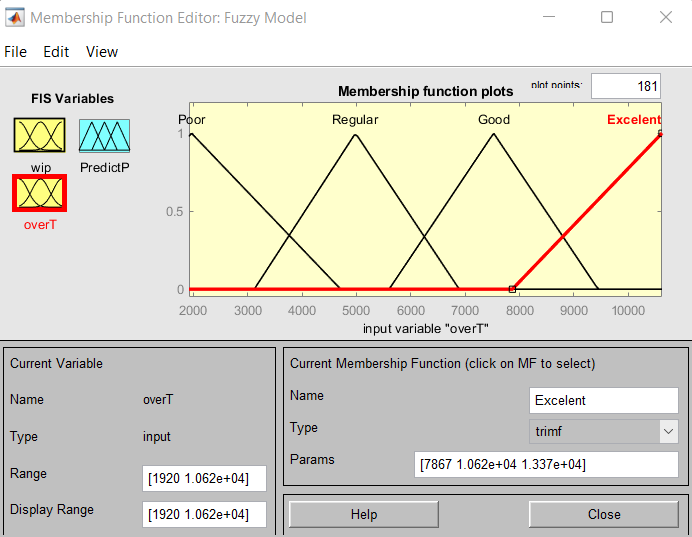 Membership Function Editor: Fuzzy Model
File Edit View
FIS Variables
wip PredictP
overT
Membership function plots plot points: 181
Poor Regular Good Excelent
1
0.5
0
2000 3000 4000 5000 6000 7000 8000 9000 10000
input variable "overT"
Current Variable
Name overT
Type input
Range [1920 1.062e+04]
Display Range [1920 1.062e+04]
Current Membership Function (click on MF to select)
Name Excelent
Type trimf
Params [7867 1.062e+04 1.337e+04]
Help Close